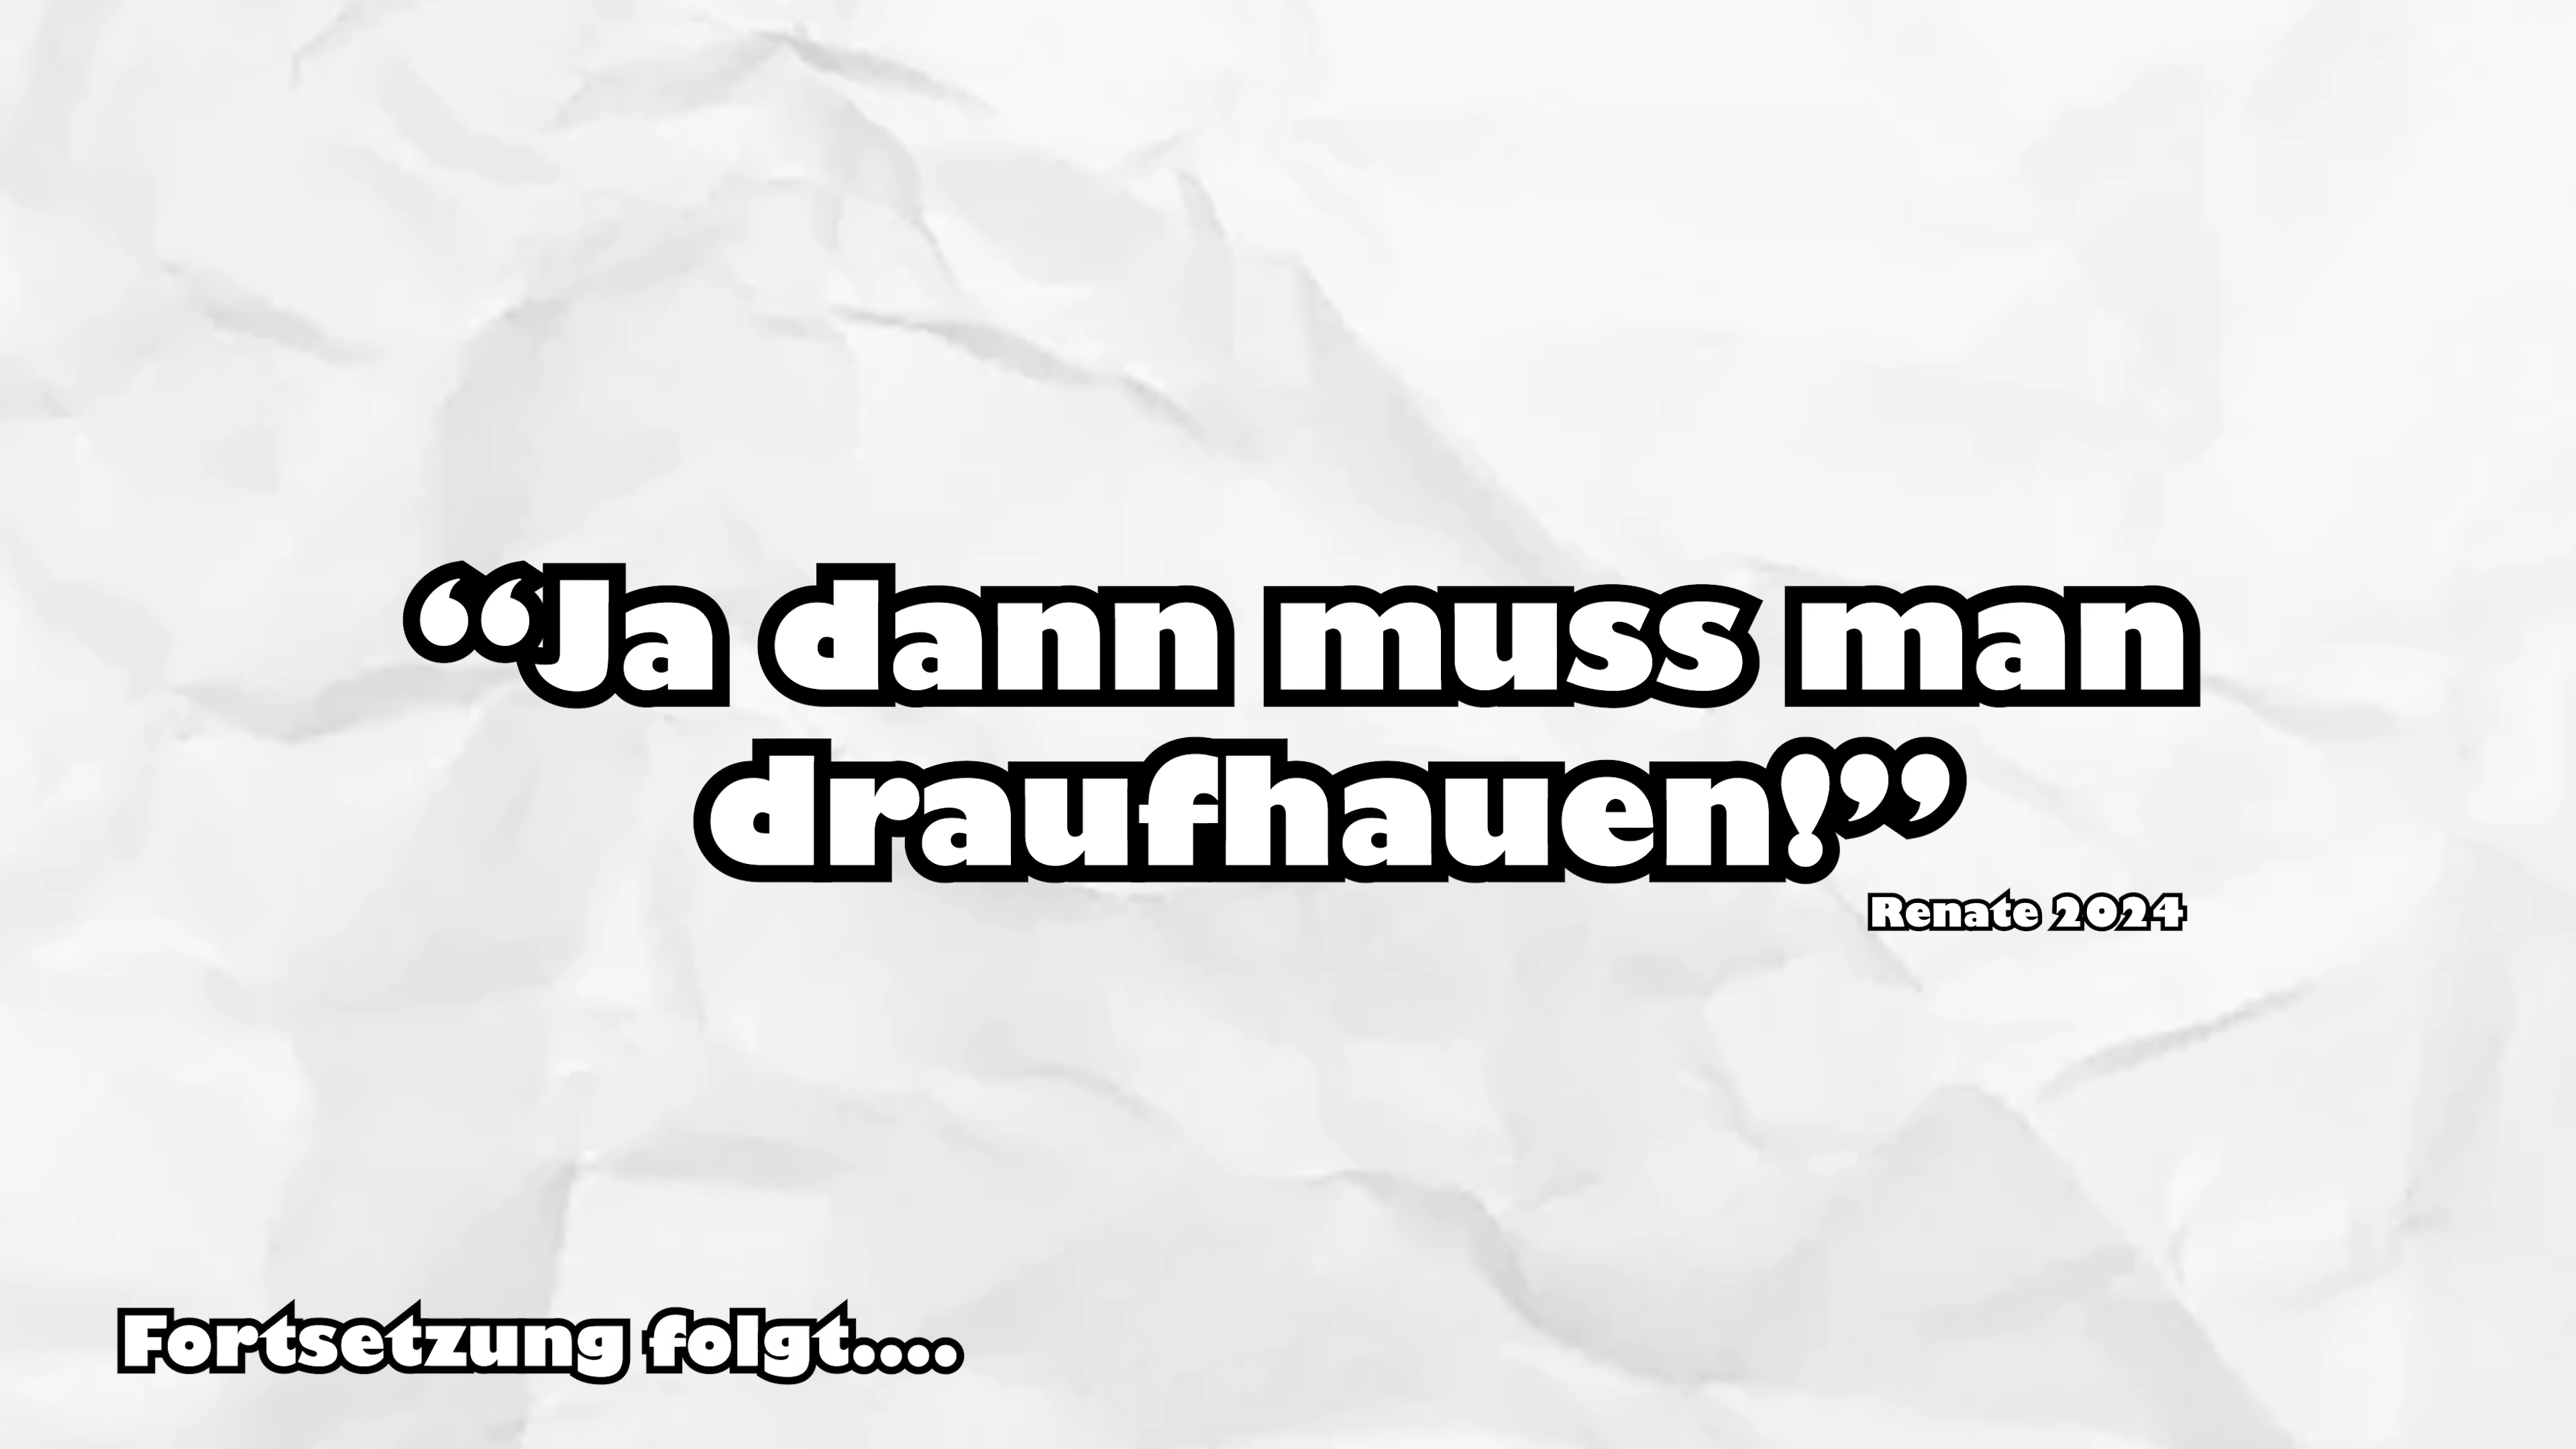 “Ja dann muss man
draufhauen!”
Renate 2024
Fortsetzung folgt....